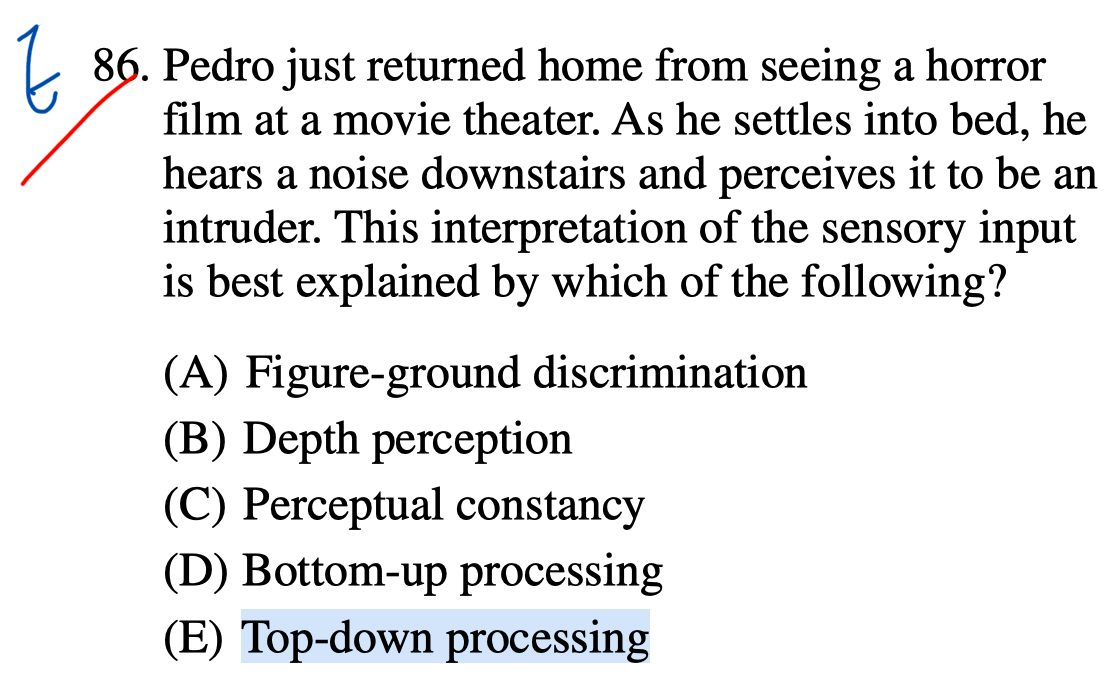 86. Pedro just returned home from seeing a horror
film at a movie theater. As he settles into bed, he
hears a noise downstairs and perceives it to be an
intruder. This interpretation of the sensory input
is best explained by which of the following?
(A) Figure-ground discrimination
(B) Depth perception
(C) Perceptual constancy
(D) Bottom-up processing
(E) Top-down processing